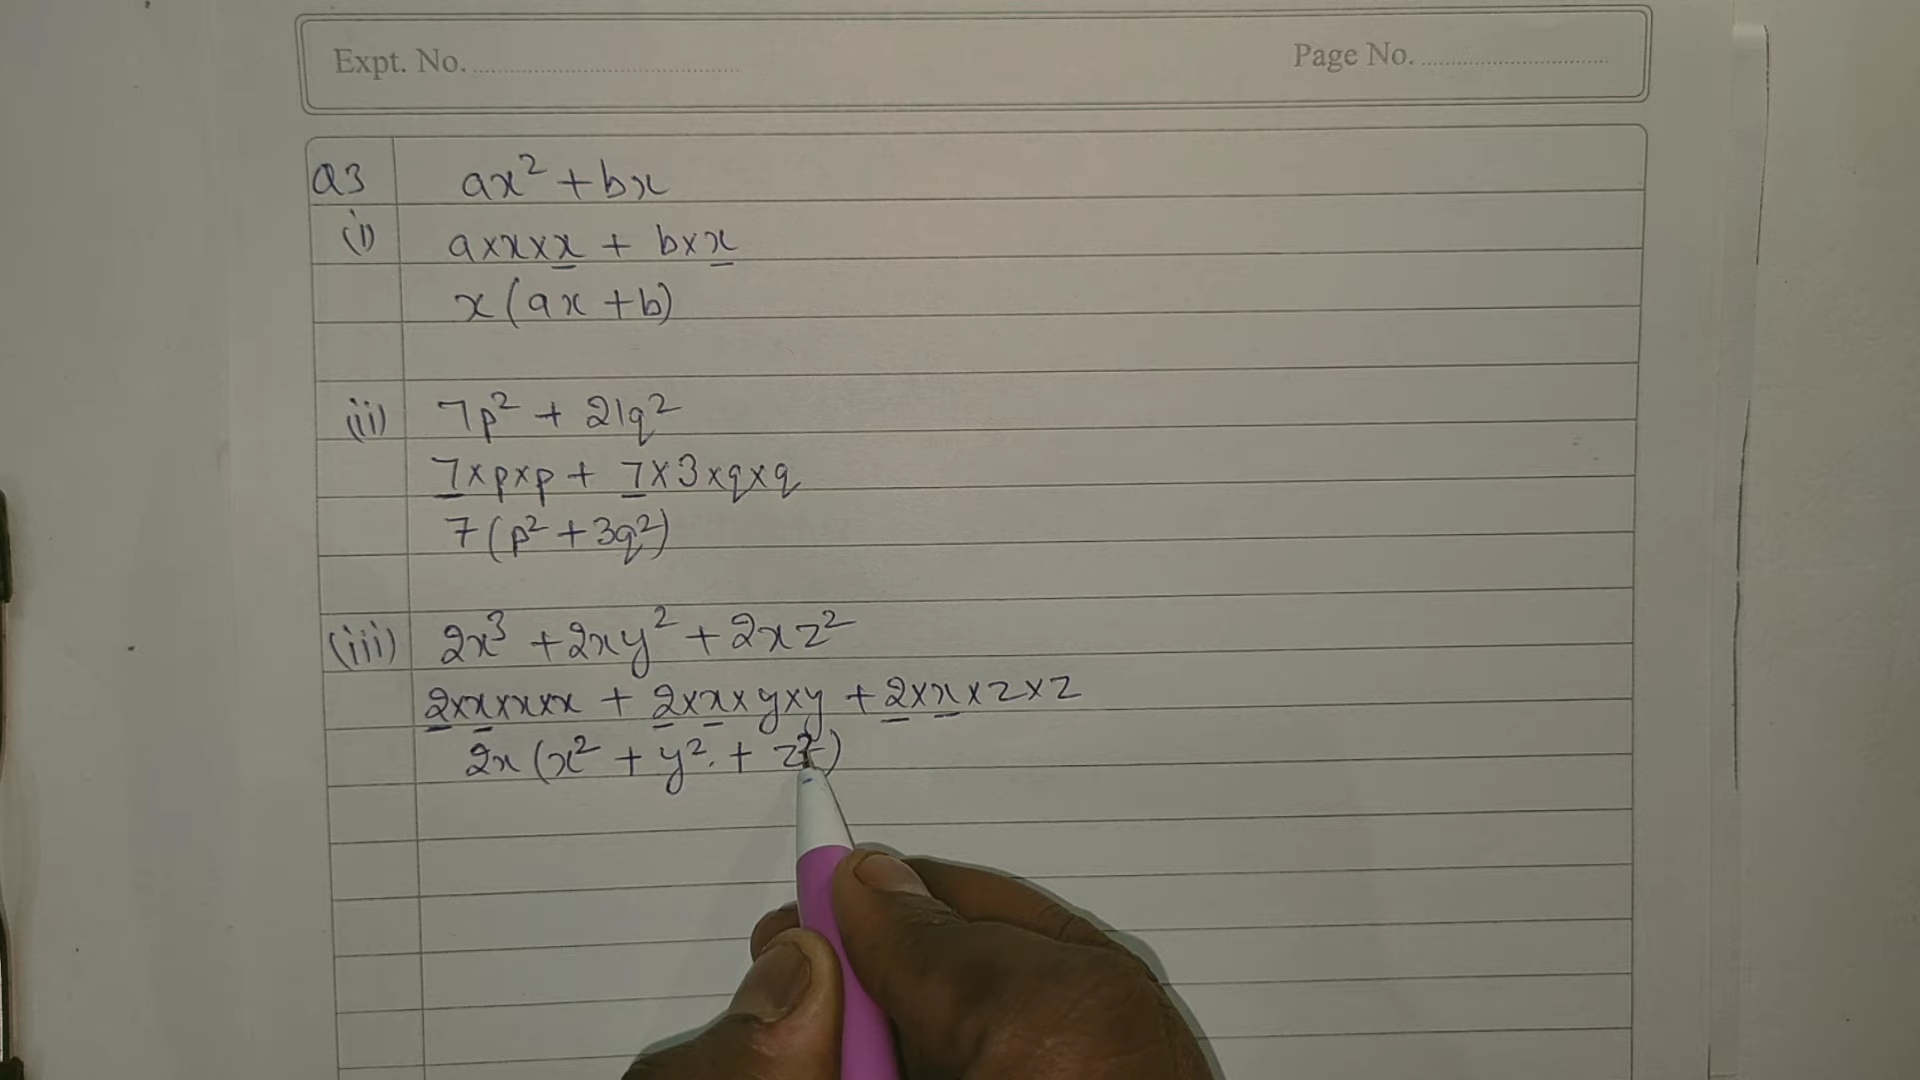 Expt. No. Page No.
Q3 ax² + bx
(i) a×x×x + b×x
x(ax + b)
(ii) 7p² + 21q²
7×p×p + 7×3×q×q
7(p² + 3q²)
(iii) 2x³ + 2xy² + 2xz²
2×x×x×x + 2×x×y×y + 2×x×z×z
2x(x² + y² + z²)